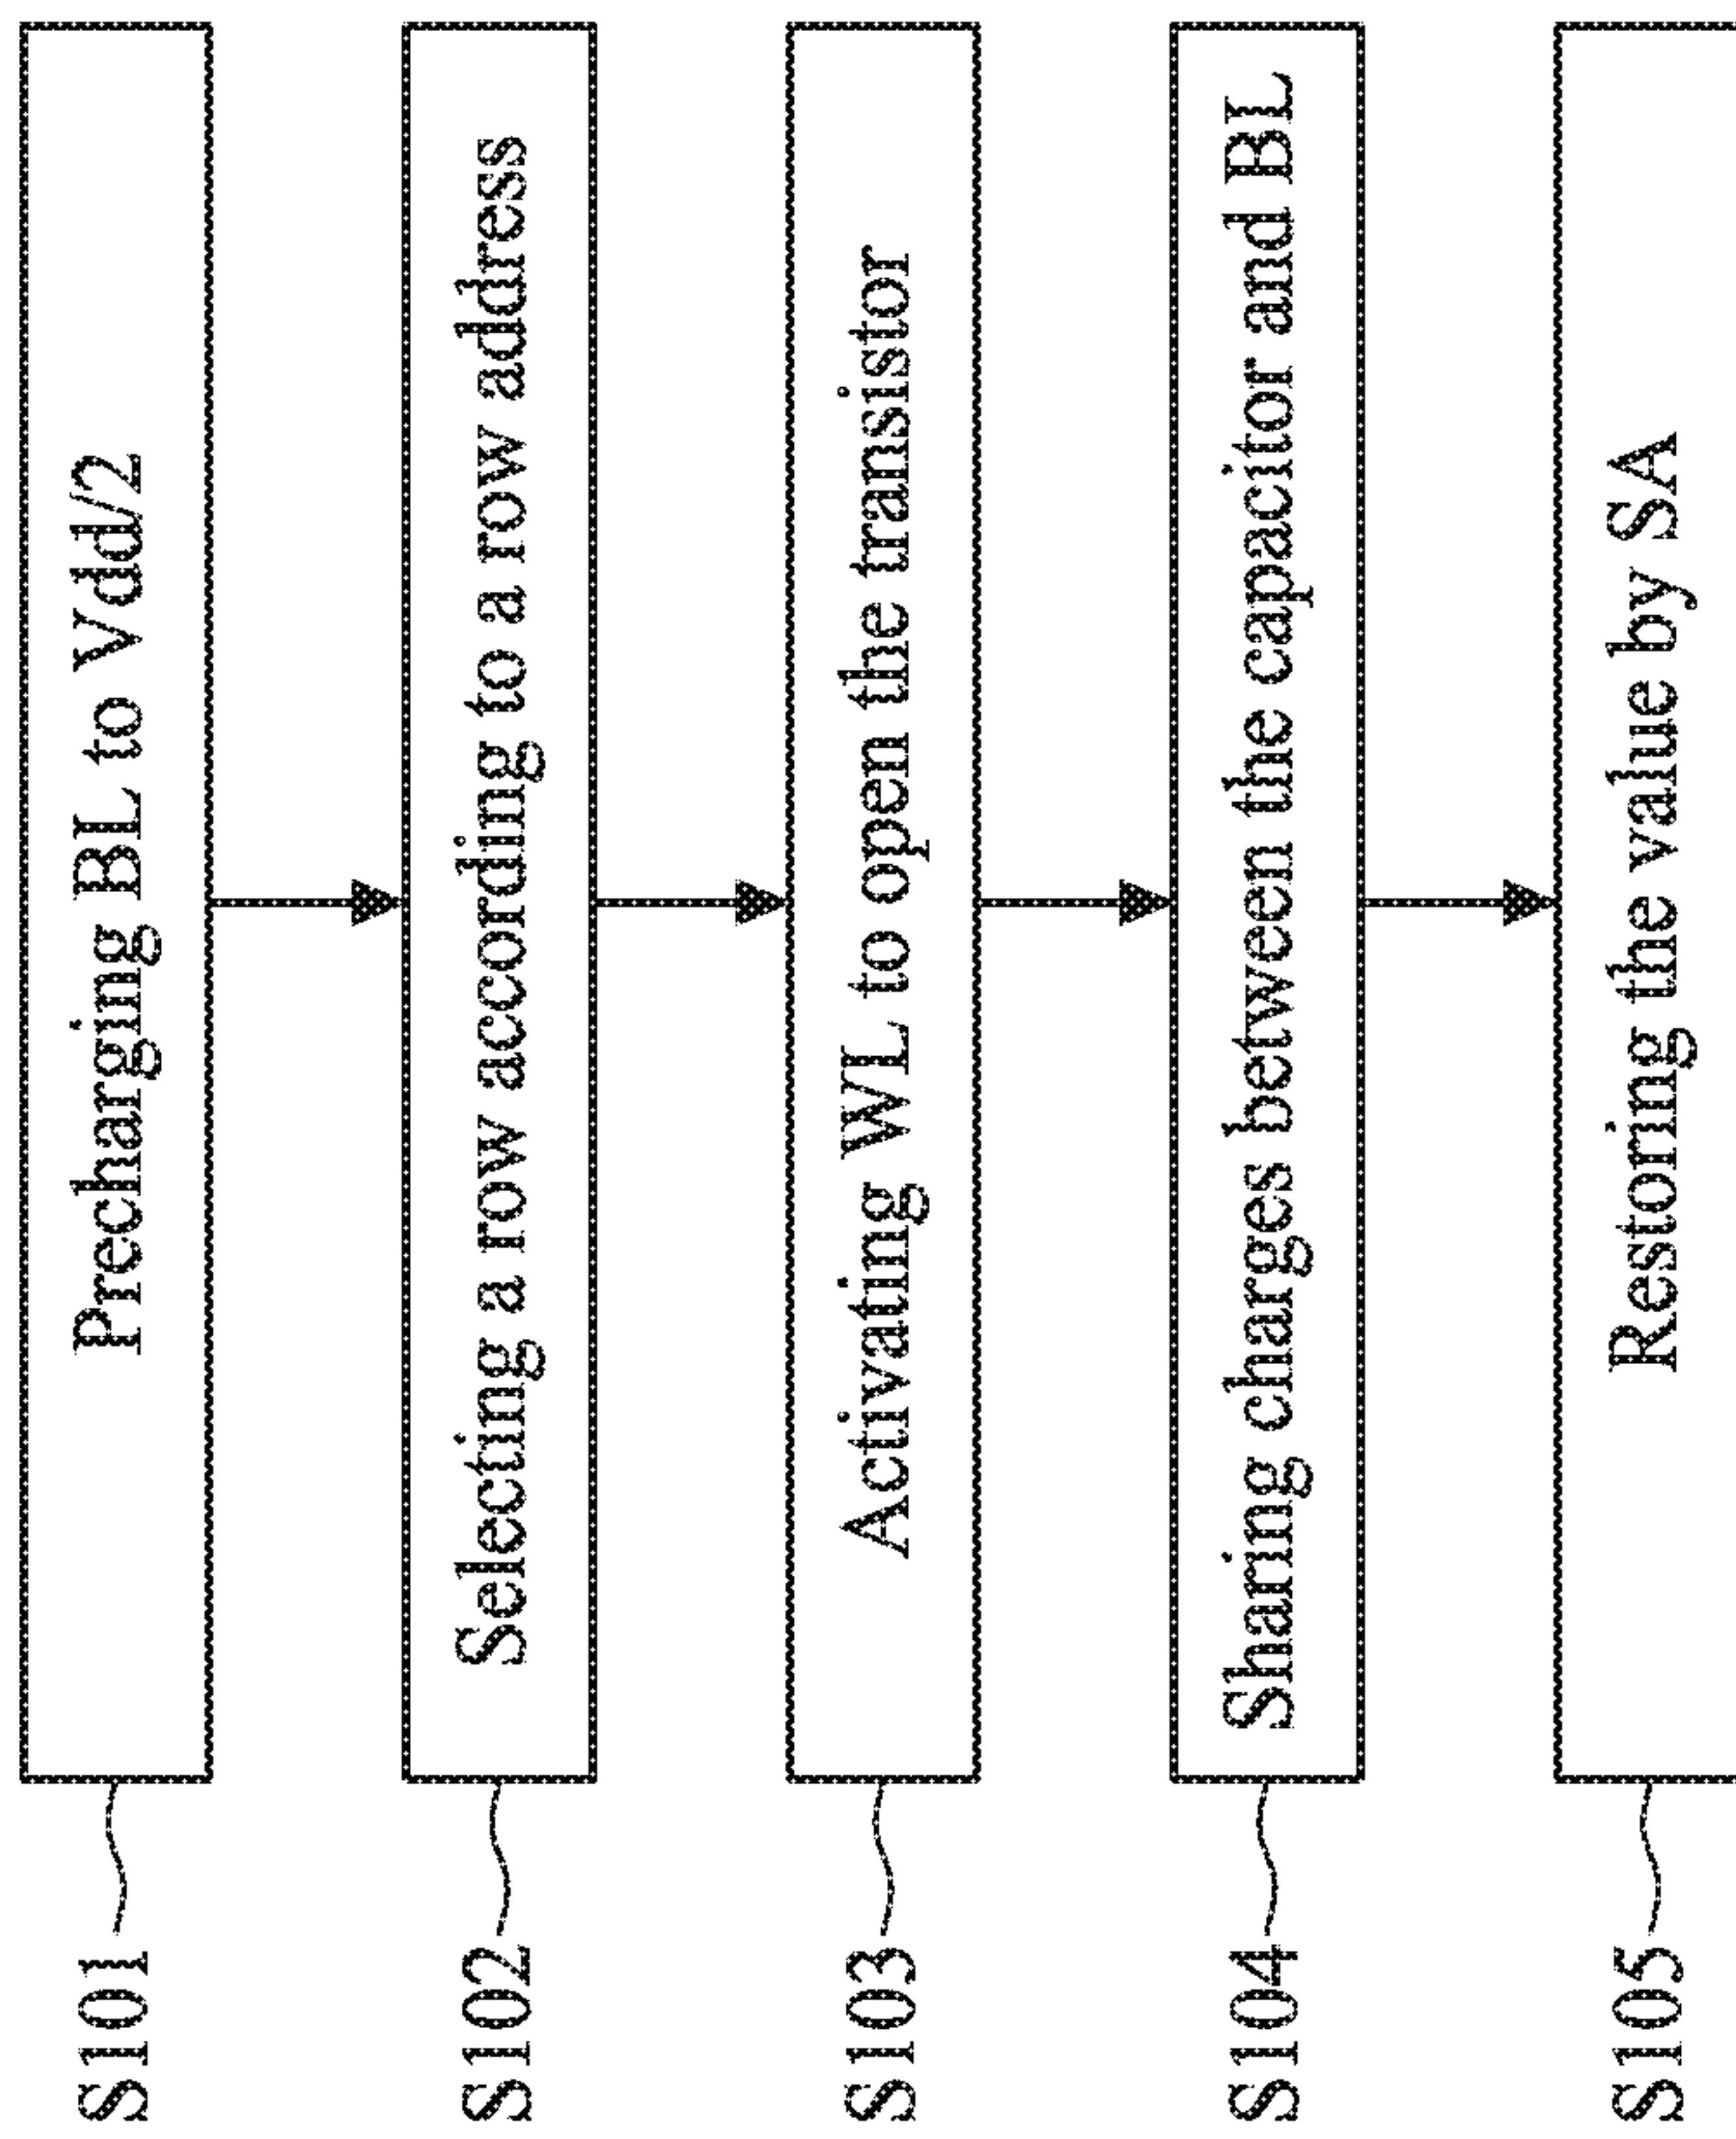 Precharging BL to Vdd/2
S101
Selecting a row according to a row address
S102
Activating WL to open the transistor
S103
Sharing charges between the capacitor and BL
S104
Restoring the value by SA
S105